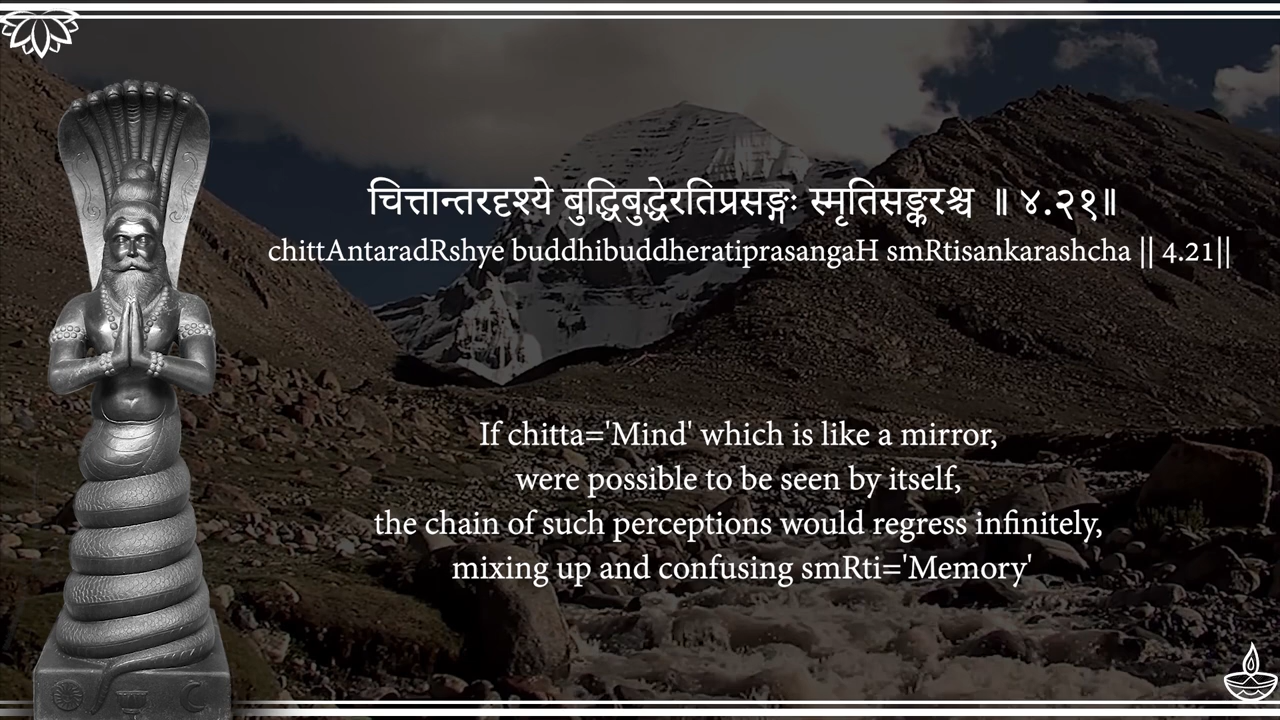 चित्तान्तरदृश्ये बुद्धिबुद्धेरतिप्रसङ्गः स्मृतिसङ्करश्च ॥ ४.२१॥
chittAntaradRshye buddhibuddheratiprasangaH smRtisankarashcha || 4.21||
If chitta='Mind' which is like a mirror,
were possible to be seen by itself,
the chain of such perceptions would regress infinitely,
mixing up and confusing smRti='Memory'